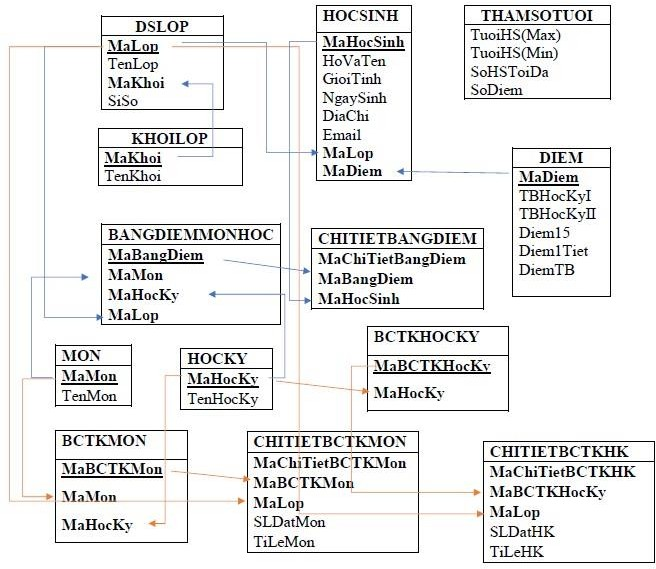 DSLOP
MaLop
TenLop
MaKhoi
SiSo
HOCSINH
MaHocSinh
HoVaTen
GioiTinh
NgaySinh
DiaChi
Email
MaLop
MaDiem
THAMSOTUOI
TuoiHS(Max)
TuoiHS(Min)
SoHSToiDa
SoDiem
KHOILOP
MaKhoi
TenKhoi
DIEM
MaDiem
TBHocKyI
TBHocKyII
Diem15
Diem1Tiet
DiemTB
BANGDIEMMONHOC
MaBangDiem
MaMon
MaHocKy
MaLop
CHITIETBANGDIEM
MaChiTietBangDiem
MaBangDiem
MaHocSinh
MON
MaMon
TenMon
HOCKY
MaHocKy
TenHocKy
BCTKHOCKY
MaBCTKHocKy
MaHocKy
BCTKMON
MaBCTKMon
MaMon
MaHocKy
CHITIETBCTKMON
MaChiTietBCTKMon
MaBCTKMon
MaLop
SLDatMon
TiLeMon
CHITIETBCTKHK
MaChiTietBCTKHK
MaBCTKHocKy
MaLop
SLDatHK
TiLeHK